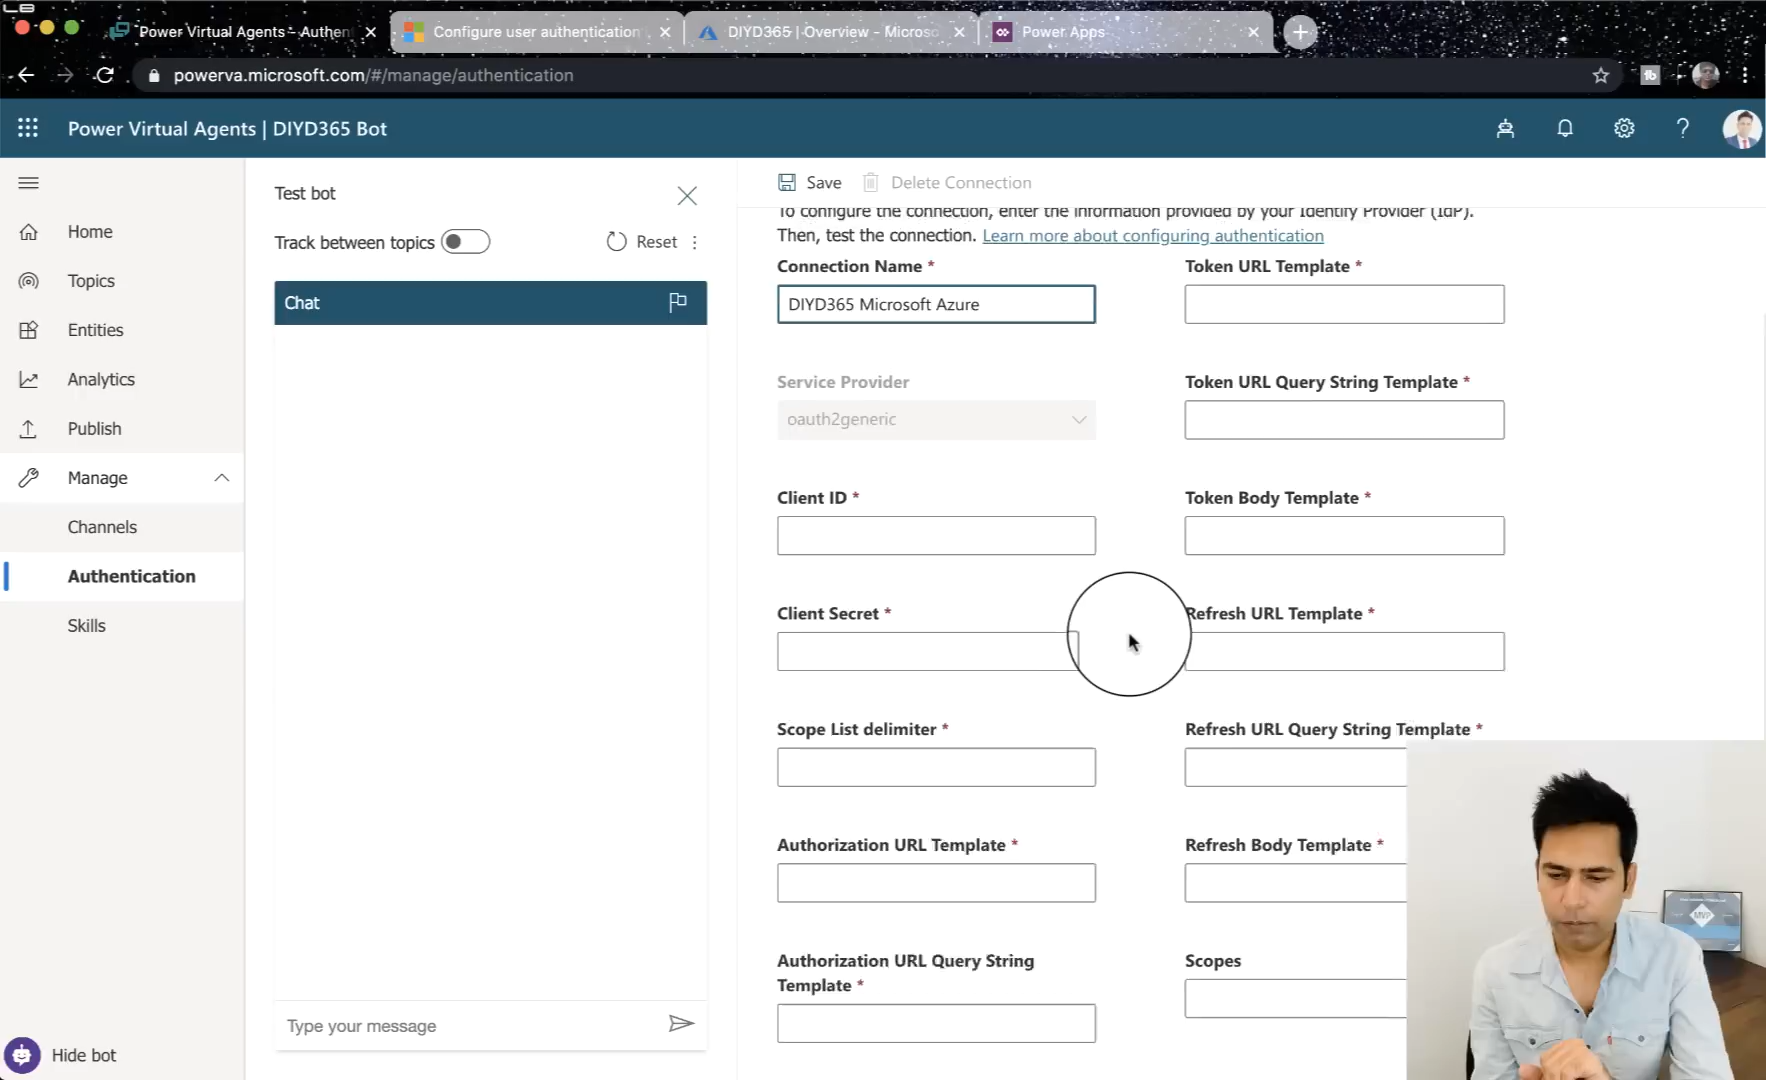 Power Virtual Agents - Authen
Configure user authentication
DIYD365 | Overview - Microso
Power Apps
powerva.microsoft.com/#/manage/authentication
tb
Power Virtual Agents | DIYD365 Bot
Home
Topics
Entities
Analytics
Publish
Manage
Channels
Authentication
Skills
Hide bot
Test bot
Track between topics
Reset
Chat
Type your message
Save
Delete Connection
To configure the connection, enter the information provided by your Identity Provider (IdP).
Then, test the connection. Learn more about configuring authentication
Connection Name *
DIYD365 Microsoft Azure
Service Provider
oauth2generic
Client ID *
Client Secret *
Scope List delimiter *
Authorization URL Template *
Authorization URL Query String
Template *
Token URL Template *
Token URL Query String Template *
Token Body Template *
Refresh URL Template *
Refresh URL Query String Template *
Refresh Body Template *
Scopes
MVP